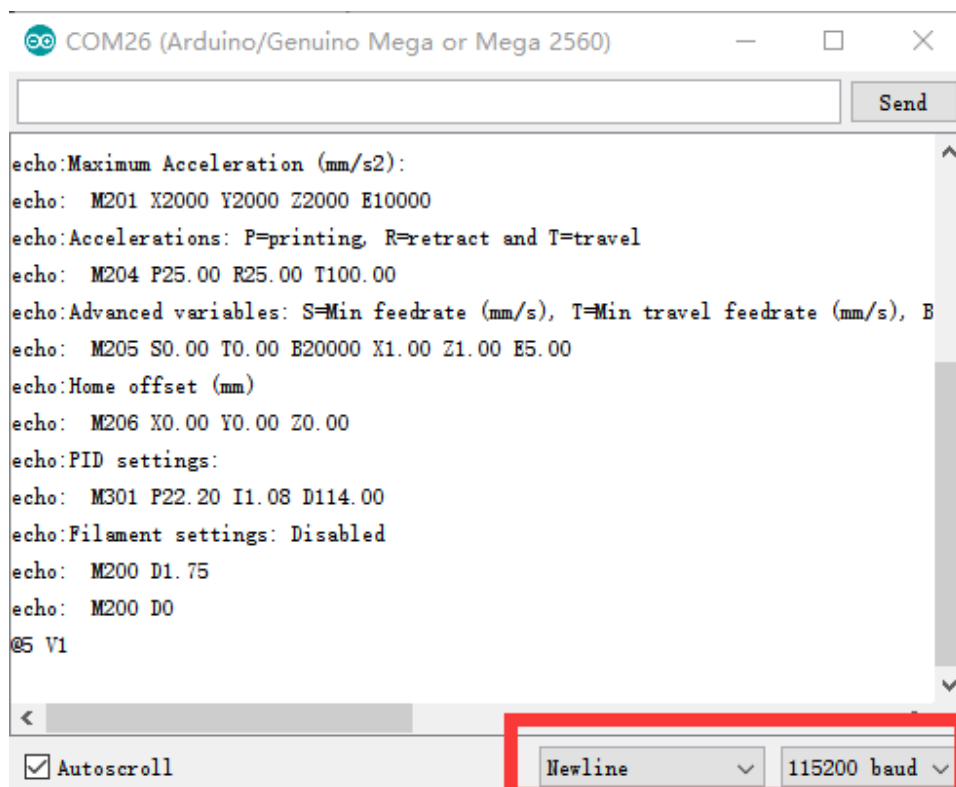 COM26 (Arduino/Genuino Mega or Mega 2560)
Send
echo:Maximum Acceleration (mm/s2):
echo:  M201 X2000 Y2000 Z2000 E10000
echo:Accelerations: P=printing, R=retract and T=travel
echo:  M204 P25.00 R25.00 T100.00
echo:Advanced variables: S=Min feedrate (mm/s), T=Min travel feedrate (mm/s), B
echo:  M205 S0.00 T0.00 B20000 X1.00 Z1.00 E5.00
echo:Home offset (mm)
echo:  M206 X0.00 Y0.00 Z0.00
echo:PID settings:
echo:  M301 P22.20 I1.08 D114.00
echo:Filament settings: Disabled
echo:  M200 D1.75
echo:  M200 D0
@5 V1
Autoscroll Newline 115200 baud